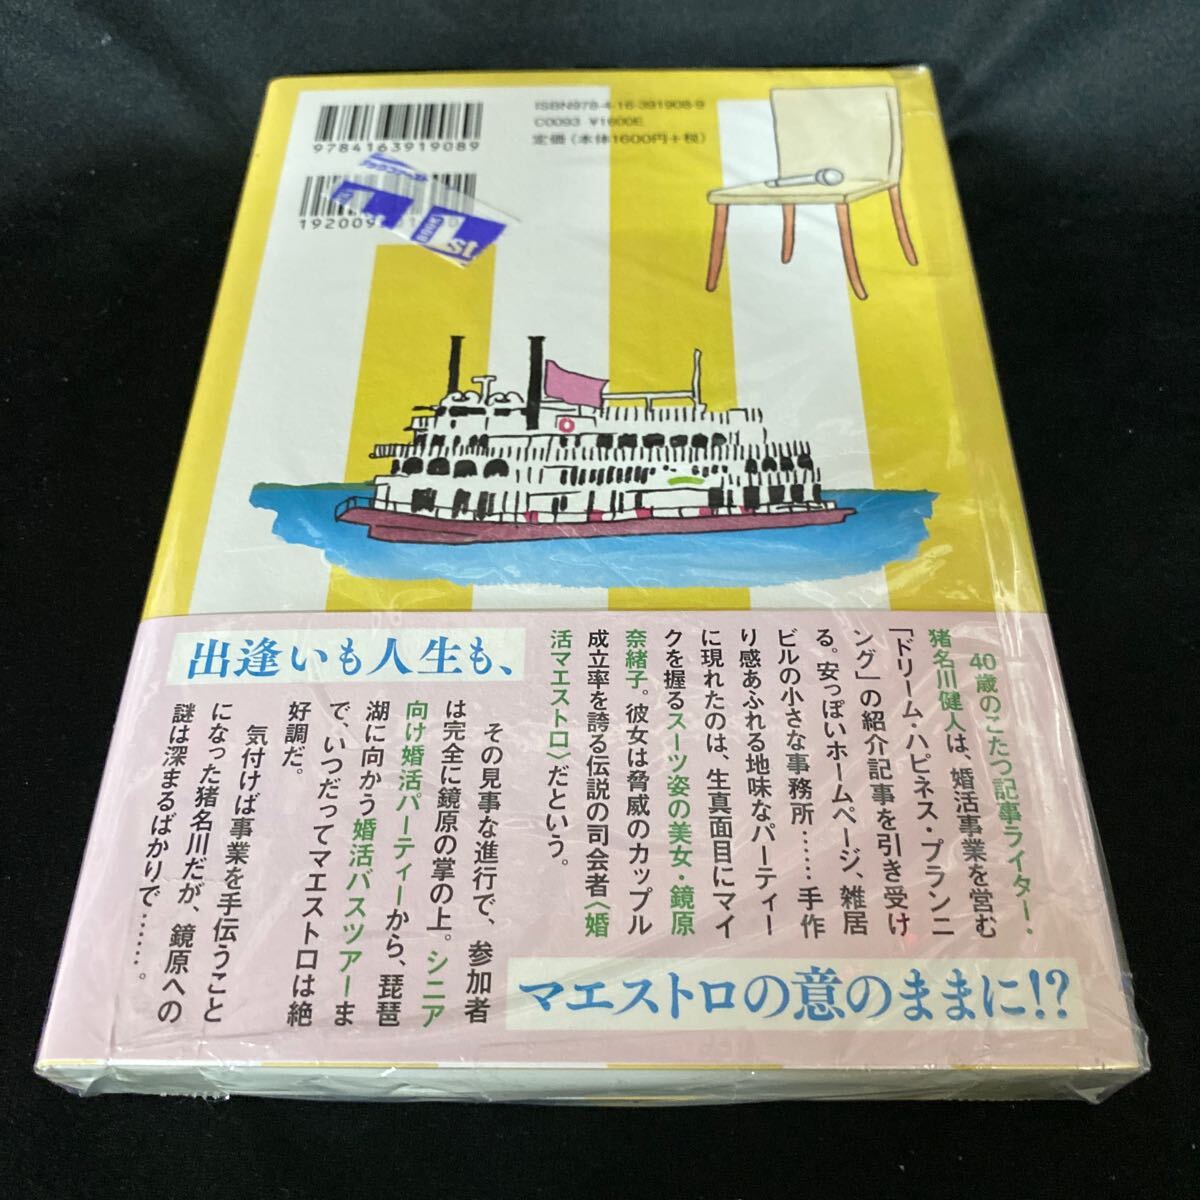 9784163919089
ISBN978-4-16-391908-9
C0093 ¥1600E
定価(本体1600円+税)
192009
BOOK
1st
出逢いも人生も、
40歳のこたつ記事ライター・
猪名川健人は、婚活事業を営む
「ドリーム・ハピネス・プランニ
ング」の紹介記事を引き受け
る。安っぽいホームページ、雑居
ビルの小さな事務所……手作
り感あふれる地味なパーティー
に現れたのは、生真面目にマイ
クを握るスーツ姿の美女・鏡原
奈緒子。彼女は脅威のカップル
成立率を誇る伝説の司会者〈婚
活マエストロ〉だという。
その見事な進行で、参加者
は完全に鏡原の掌の上。シニア
向け婚活パーティーから、琵琶
湖に向かう婚活バスツアーま
で、いつだってマエストロは絶
好調だ。
気付けば事業を手伝うこと
になった猪名川だが、鏡原への
謎は深まるばかりで……。
マエストロの意のままに!?